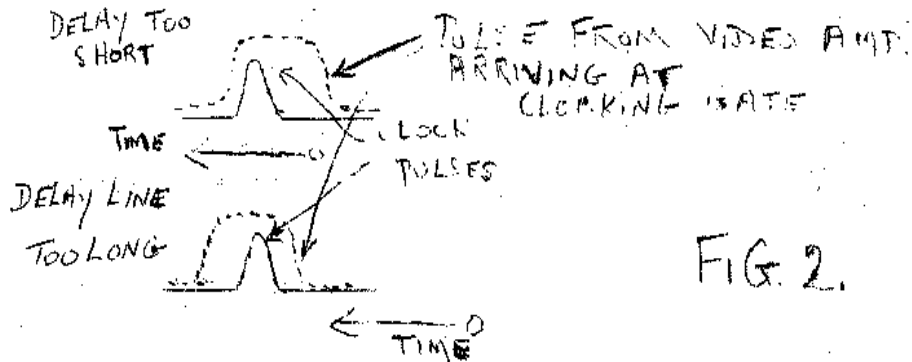 DELAY TOO
SHORT
PULSE FROM VIDEO AMP.
ARRIVING AT
CLOCKING GATE
TIME
O
CLOCK
PULSES
DELAY LINE
TOO LONG
FIG. 2.
O
TIME